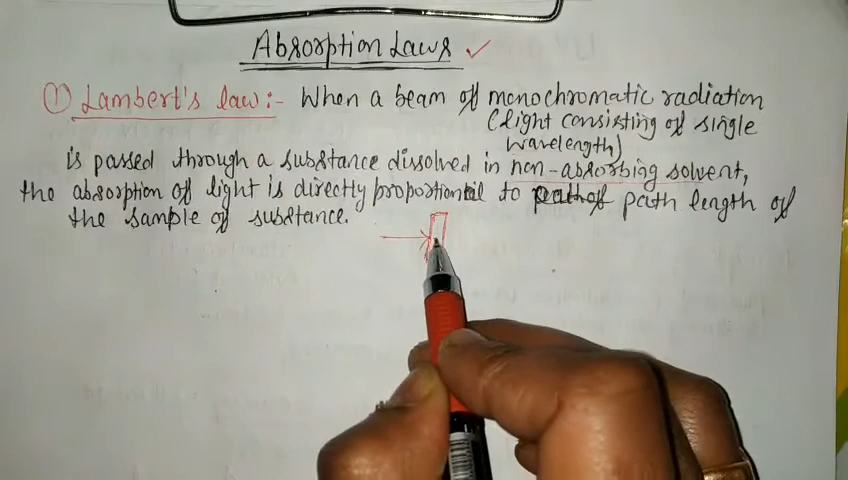 Absorption Laws
① Lambert's law:- When a beam of monochromatic radiation
(light consisting of single
wavelength)
is passed through a substance dissolved in non-absorbing solvent,
the absorption of light is directly proportional to path length of
the sample of substance.